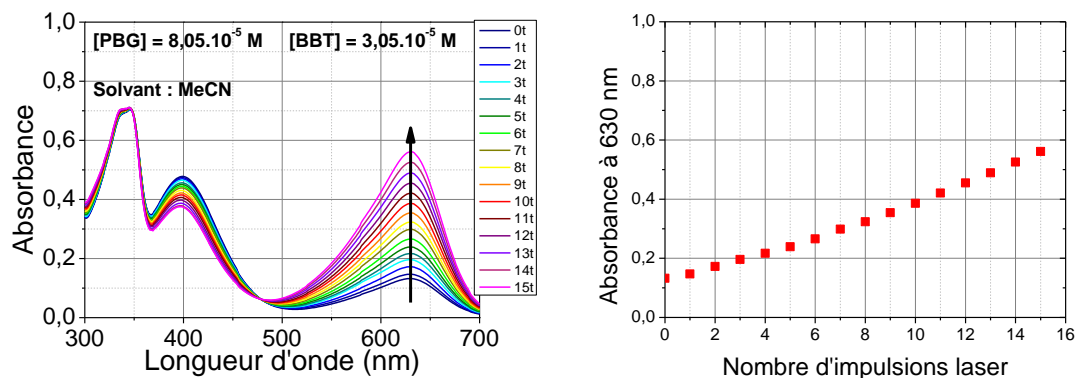 [PBG] = 8,05.10⁻⁵ M [BBT] = 3,05.10⁻⁵ M
Solvant : MeCN
Absorbance
1,0
0,8
0,6
0,4
0,2
0,0
300 400 500 600 700
Longueur d'onde (nm)
0t
1t
2t
3t
4t
5t
6t
7t
8t
9t
10t
11t
12t
13t
14t
15t
Absorbance à 630 nm
1,0
0,8
0,6
0,4
0,2
0,0
0 2 4 6 8 10 12 14 16
Nombre d'impulsions laser